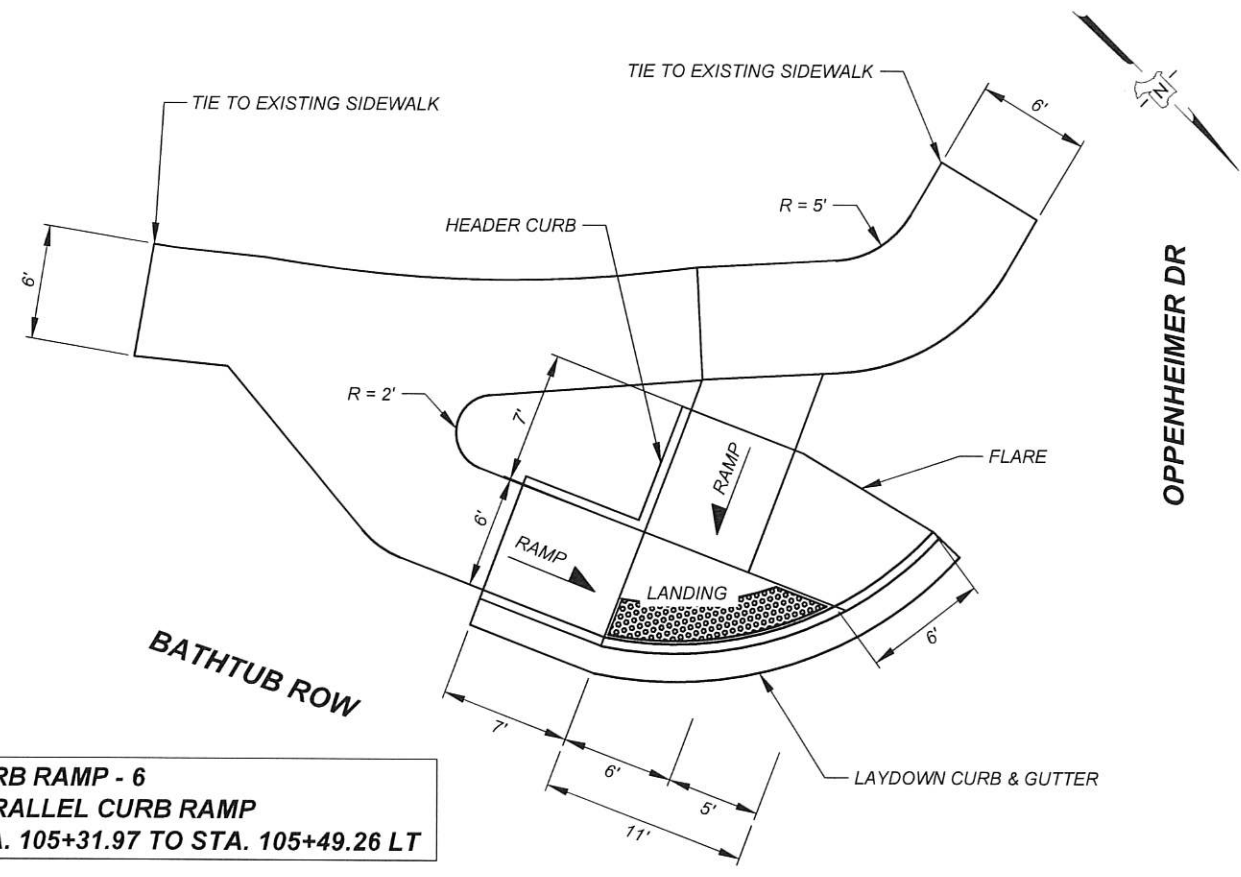 TIE TO EXISTING SIDEWALK
TIE TO EXISTING SIDEWALK
N
6'
R = 5'
HEADER CURB
6'
OPPENHEIMER DR
R = 2'
7'
RAMP
FLARE
6'
RAMP
LANDING
6'
BATHTUB ROW
7'
6'
5'
11'
LAYDOWN CURB & GUTTER
RB RAMP - 6
RALLEL CURB RAMP
A. 105+31.97 TO STA. 105+49.26 LT